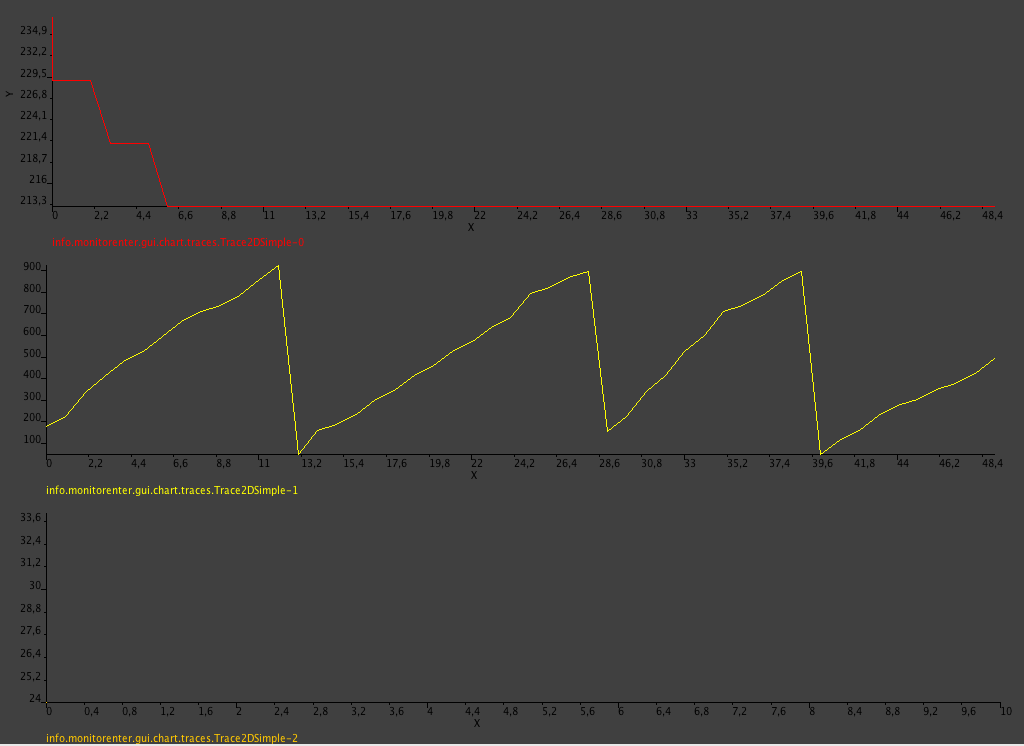 234,9
232,2
229,5
Y
226,8
224,1
221,4
218,7
216
213,3
0 2,2 4,4 6,6 8,8 11 13,2 15,4 17,6 19,8 22 24,2 26,4 28,6 30,8 33 35,2 37,4 39,6 41,8 44 46,2 48,4
X
info.monitorenter.gui.chart.traces.Trace2DSimple-0
900
800
700
600
500
400
300
200
100
0 2,2 4,4 6,6 8,8 11 13,2 15,4 17,6 19,8 22 24,2 26,4 28,6 30,8 33 35,2 37,4 39,6 41,8 44 46,2 48,4
X
info.monitorenter.gui.chart.traces.Trace2DSimple-1
33,6
32,4
31,2
30
28,8
27,6
26,4
25,2
24
0 0,4 0,8 1,2 1,6 2 2,4 2,8 3,2 3,6 4 4,4 4,8 5,2 5,6 6 6,4 6,8 7,2 7,6 8 8,4 8,8 9,2 9,6 10
X
info.monitorenter.gui.chart.traces.Trace2DSimple-2